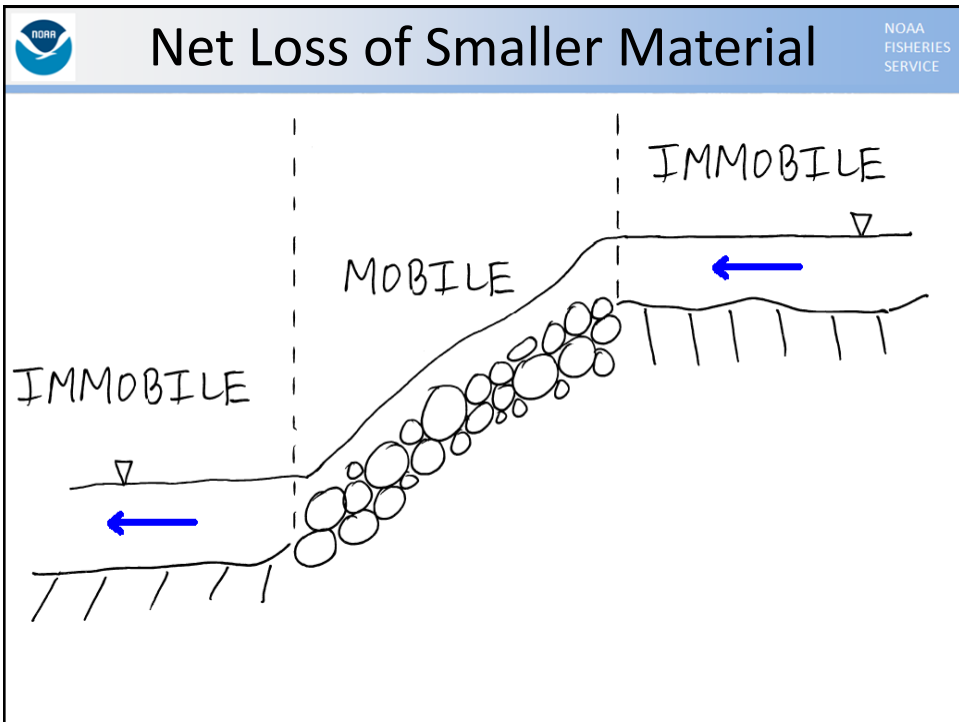 NOAA
Net Loss of Smaller Material
NOAA
FISHERIES
SERVICE
IMMOBILE
MOBILE
IMMOBILE